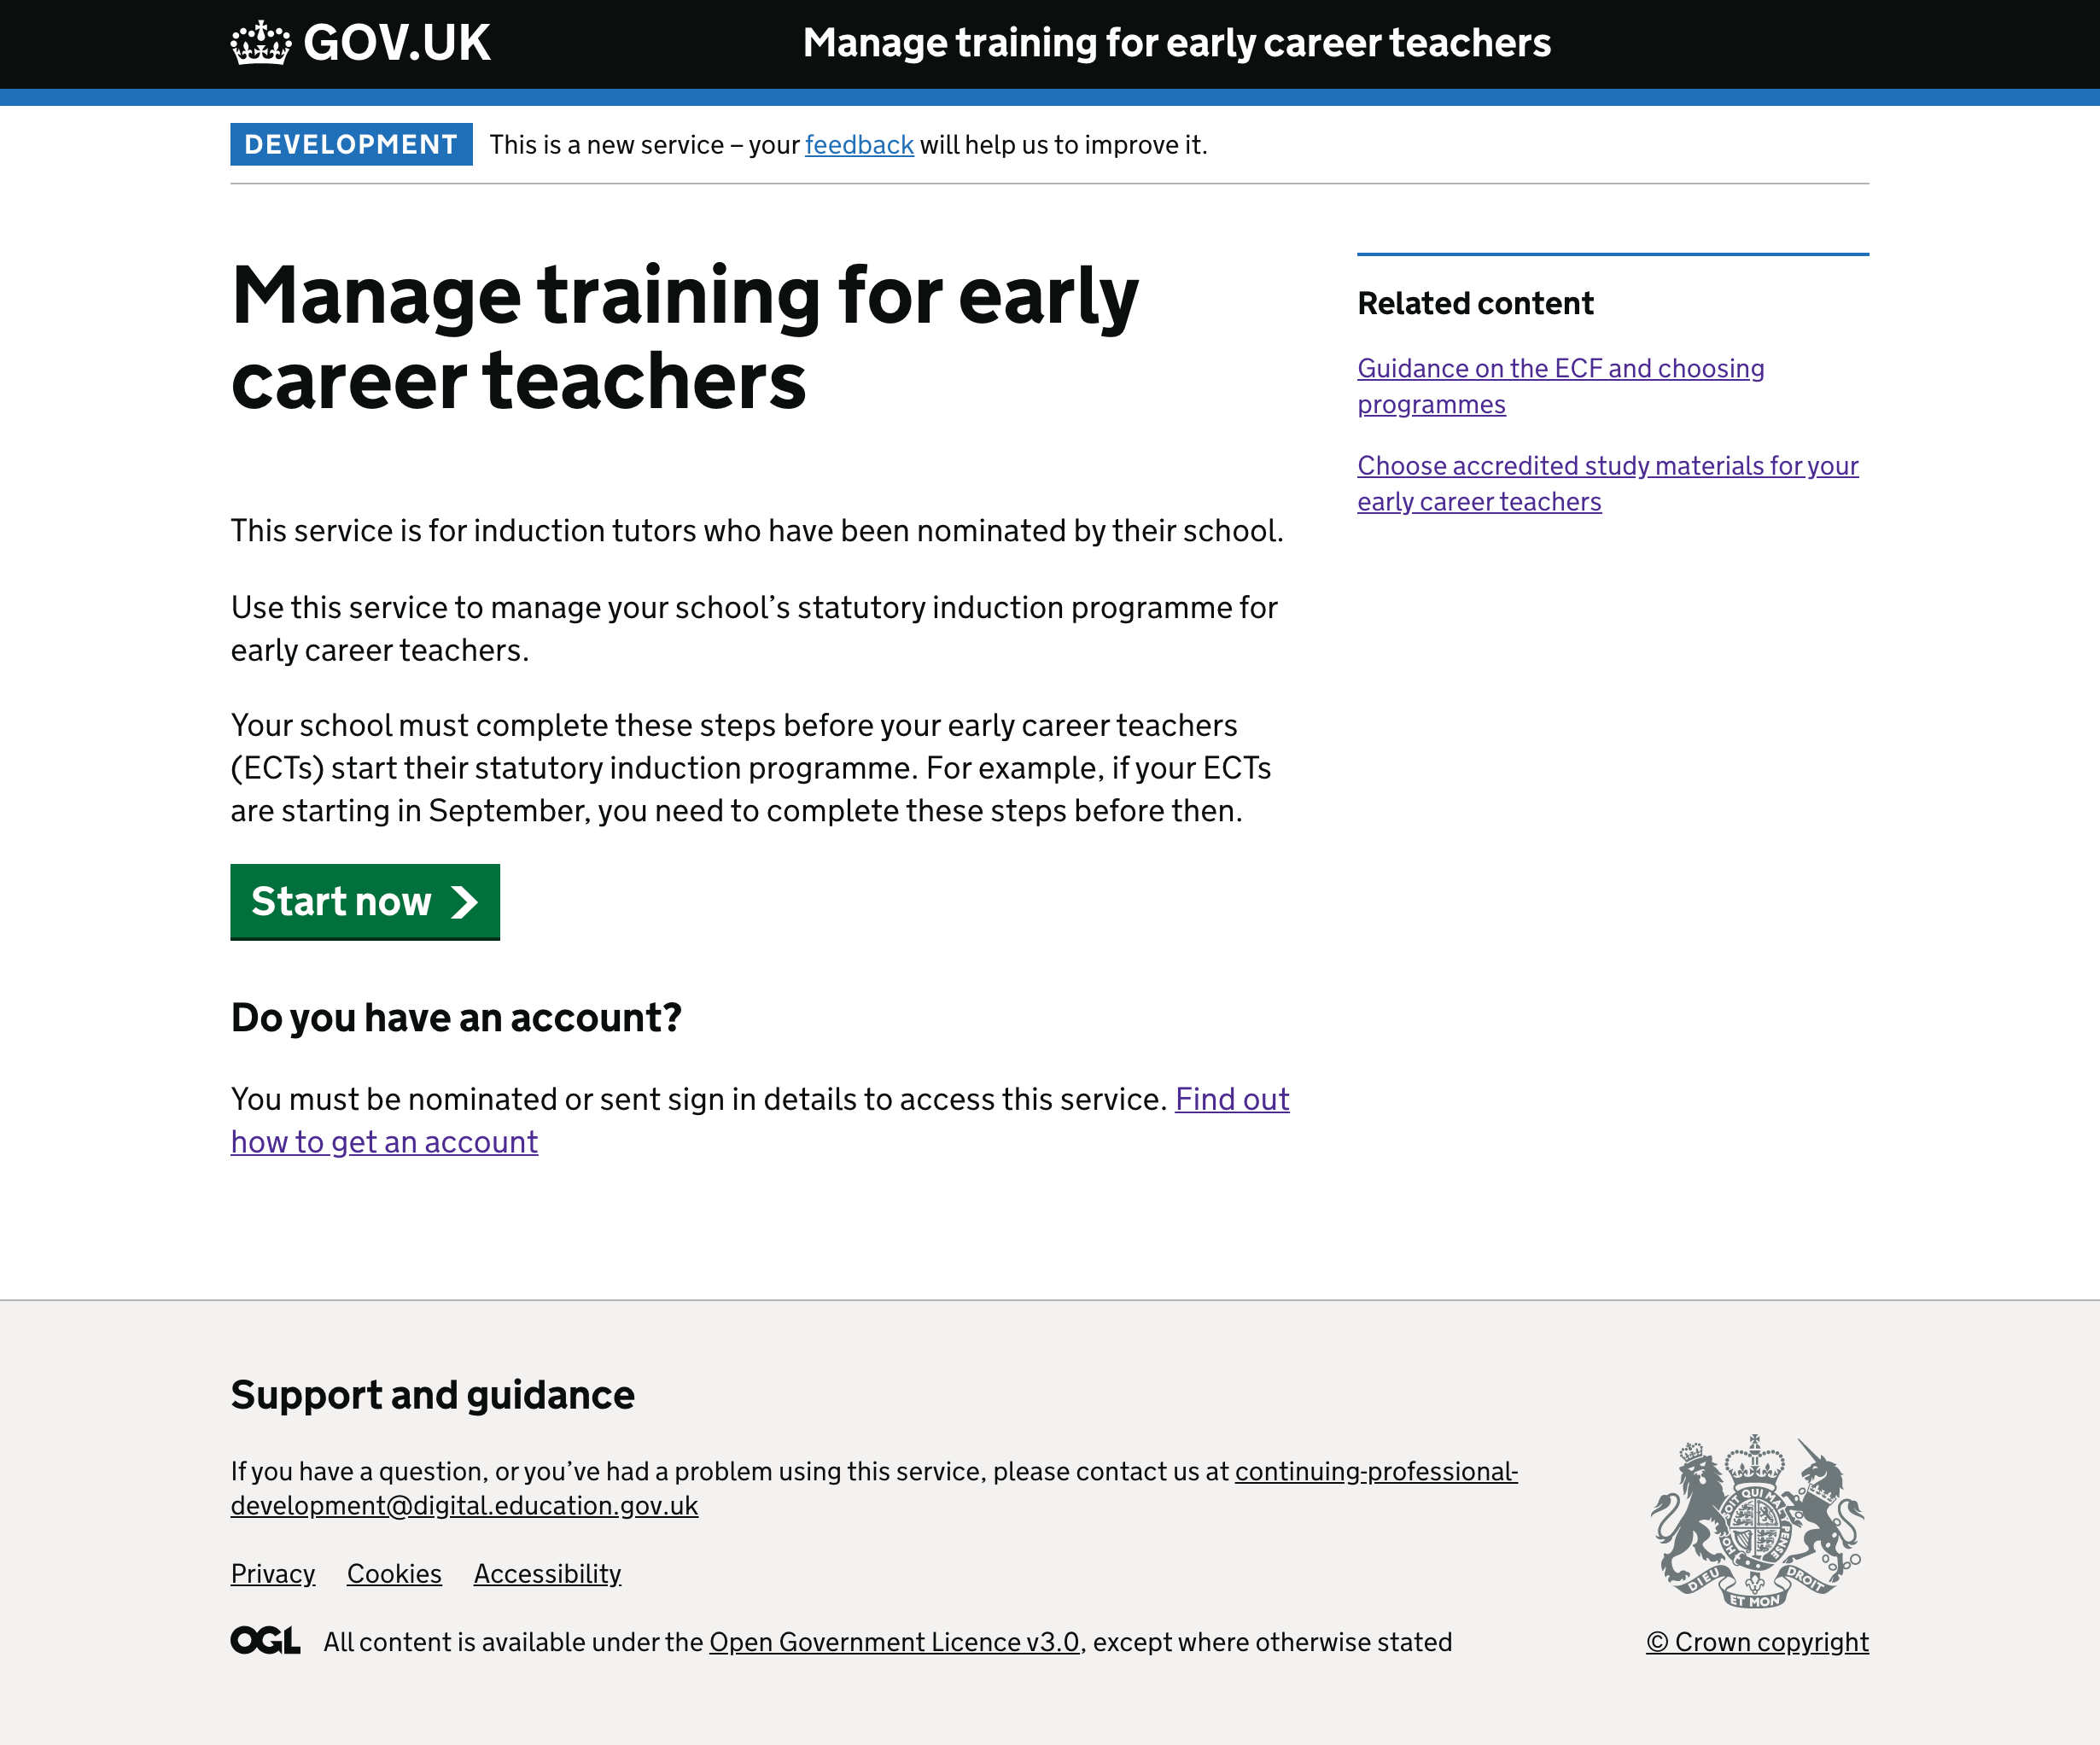 GOV.UK
Manage training for early career teachers
DEVELOPMENT
This is a new service – your feedback will help us to improve it.
Manage training for early
career teachers
This service is for induction tutors who have been nominated by their school.
Use this service to manage your school’s statutory induction programme for
early career teachers.
Your school must complete these steps before your early career teachers
(ECTs) start their statutory induction programme. For example, if your ECTs
are starting in September, you need to complete these steps before then.
Start now
Do you have an account?
You must be nominated or sent sign in details to access this service. Find out
how to get an account
Related content
Guidance on the ECF and choosing
programmes
Choose accredited study materials for your
early career teachers
Support and guidance
If you have a question, or you’ve had a problem using this service, please contact us at continuing-professional-
development@digital.education.gov.uk
Privacy Cookies Accessibility
OGL All content is available under the Open Government Licence v3.0, except where otherwise stated
DIEU ET MON DROIT
© Crown copyright